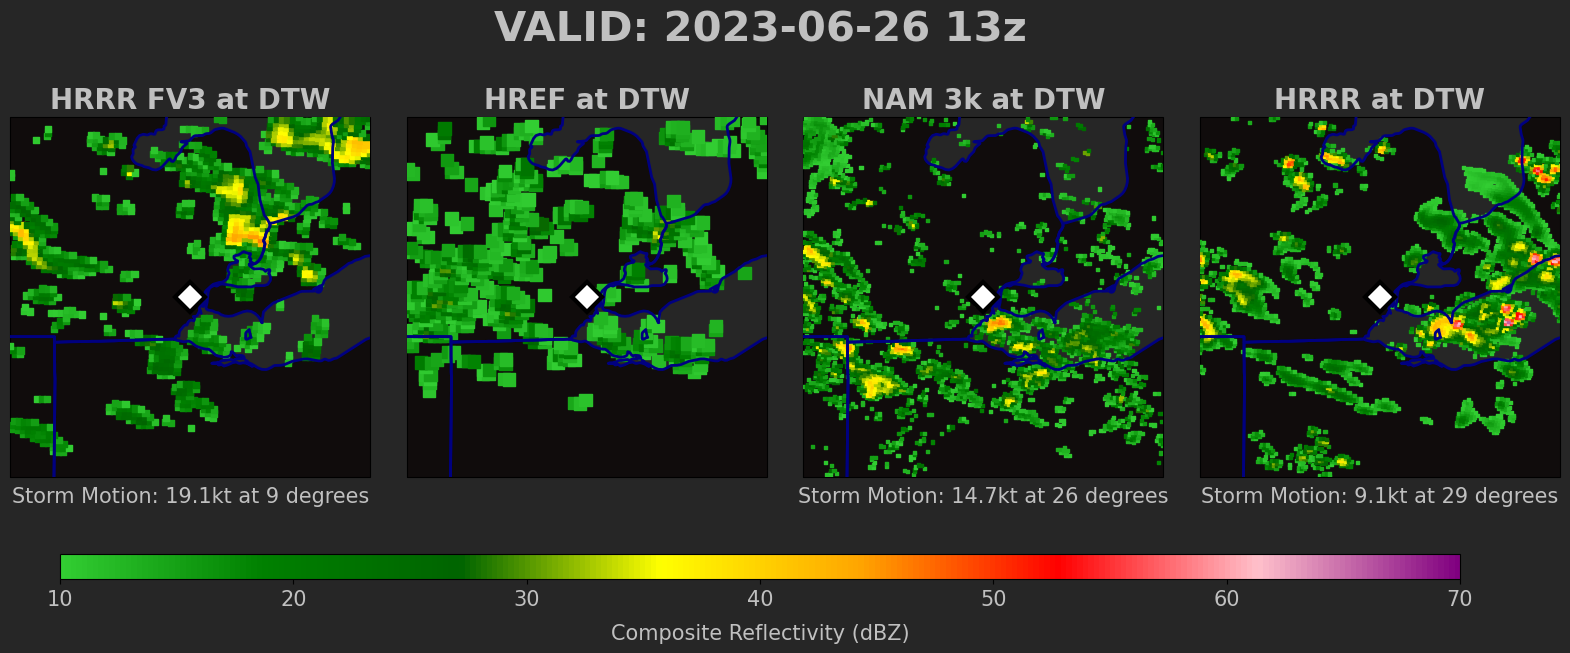 VALID: 2023-06-26 13z
HRRR FV3 at DTW
HREF at DTW
NAM 3k at DTW
HRRR at DTW
Storm Motion: 19.1kt at 9 degrees
Storm Motion: 14.7kt at 26 degrees
Storm Motion: 9.1kt at 29 degrees
10 20 30 40 50 60 70
Composite Reflectivity (dBZ)